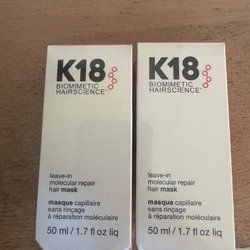 K18
BIOMIMETIC
HAIRSCIENCE
leave-in
molecular repair
hair mask
masque capillaire
sans rinçage
à réparation moléculaire
50 ml / 1.7 fl oz liq
K18
BIOMIMETIC
HAIRSCIENCE
leave-in
molecular repair
hair mask
masque capillaire
sans rinçage
à réparation moléculaire
50 ml / 1.7 fl oz liq